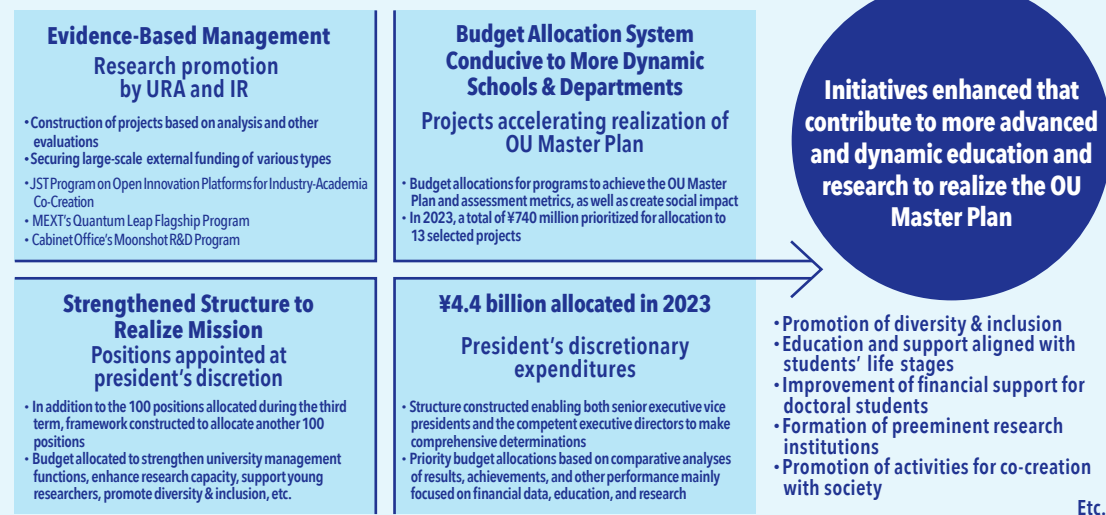 Evidence-Based Management
Research promotion
by URA and IR
・Construction of projects based on analysis and other
evaluations
・Securing large-scale external funding of various types
・JST Program on Open Innovation Platforms for Industry-Academia
Co-Creation
・MEXT's Quantum Leap Flagship Program
・Cabinet Office's Moonshot R&D Program
Budget Allocation System
Conducive to More Dynamic
Schools & Departments
Projects accelerating realization of
OU Master Plan
・Budget allocations for programs to achieve the OU Master
Plan and assessment metrics, as well as create social impact
・In 2023, a total of ¥740 million prioritized for allocation to
13 selected projects
Strengthened Structure to
Realize Mission
Positions appointed at
president's discretion
・In addition to the 100 positions allocated during the third
term, framework constructed to allocate another 100
positions
・Budget allocated to strengthen university management
functions, enhance research capacity, support young
researchers, promote diversity & inclusion, etc.
¥4.4 billion allocated in 2023
President's discretionary
expenditures
・Structure constructed enabling both senior executive vice
presidents and the competent executive directors to make
comprehensive determinations
・Priority budget allocations based on comparative analyses
of results, achievements, and other performance mainly
focused on financial data, education, and research
Initiatives enhanced that
contribute to more advanced
and dynamic education and
research to realize the OU
Master Plan
・Promotion of diversity & inclusion
・Education and support aligned with
students' life stages
・Improvement of financial support for
doctoral students
・Formation of preeminent research
institutions
・Promotion of activities for co-creation
with society
Etc.